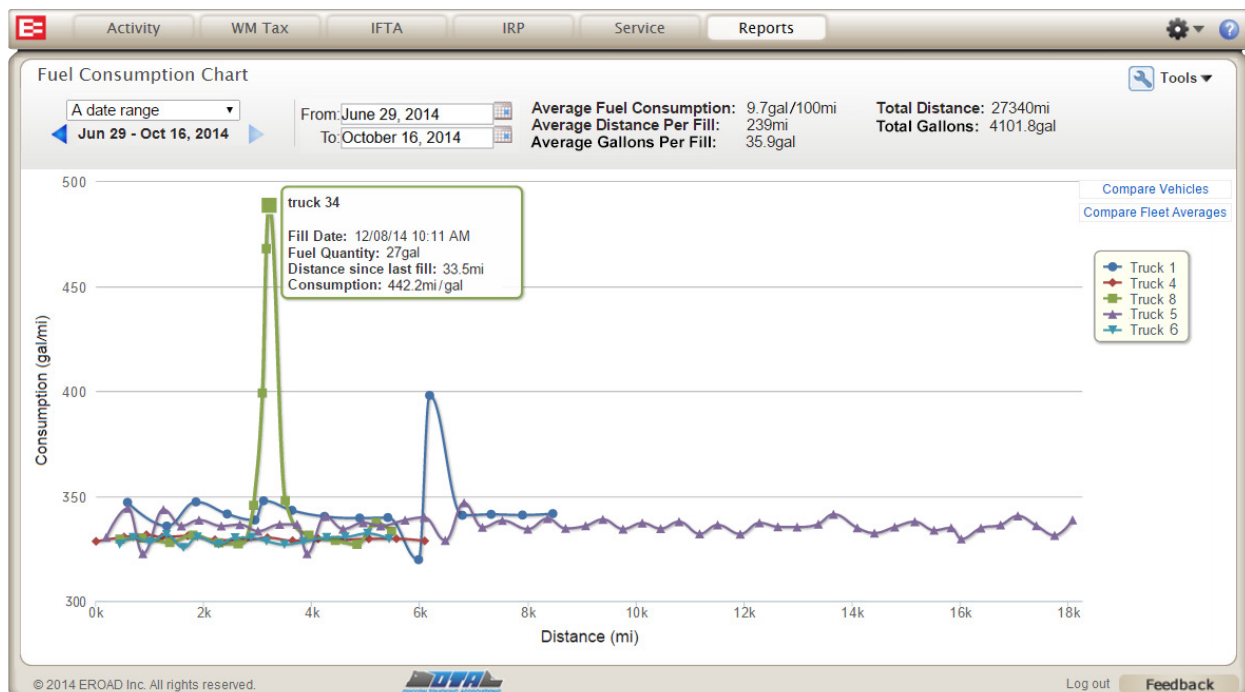 Activity WM Tax IFTA IRP Service Reports
Fuel Consumption Chart
Tools
A date range
Jun 29 - Oct 16, 2014
From: June 29, 2014
To: October 16, 2014
Average Fuel Consumption: 9.7gal/100mi
Average Distance Per Fill: 239mi
Average Gallons Per Fill: 35.9gal
Total Distance: 27340mi
Total Gallons: 4101.8gal
Compare Vehicles
Compare Fleet Averages
truck 34
Fill Date: 12/08/14 10:11 AM
Fuel Quantity: 27gal
Distance since last fill: 33.5mi
Consumption: 442.2mi/gal
Truck 1
Truck 4
Truck 8
Truck 5
Truck 6
Consumption (gal/mi)
500
450
400
350
300
0k 2k 4k 6k 8k 10k 12k 14k 16k 18k
Distance (mi)
© 2014 EROAD Inc. All rights reserved.
Log out Feedback